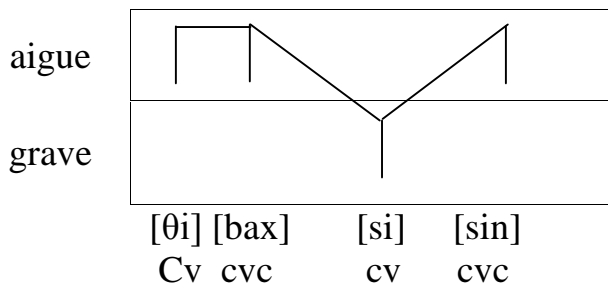 aigue
grave
[θi] [bax] [si] [sin]
Cv cvc cv cvc